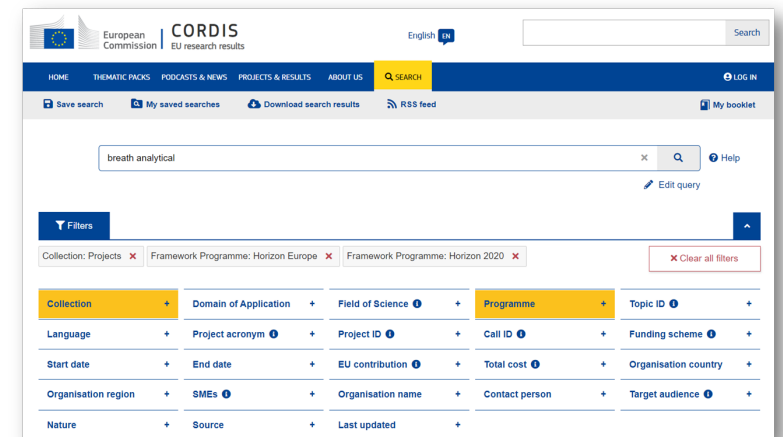 European
Commission
CORDIS
EU research results
English EN
Search
HOME THEMATIC PACKS PODCASTS & NEWS PROJECTS & RESULTS ABOUT US SEARCH LOG IN
Save search My saved searches Download search results RSS feed My booklet
breath analytical
Help
Edit query
Filters
Collection: Projects Framework Programme: Horizon Europe Framework Programme: Horizon 2020 Clear all filters
Collection + Domain of Application + Field of Science + Programme + Topic ID +
Language + Project acronym + Project ID + Call ID + Funding scheme +
Start date + End date + EU contribution + Total cost + Organisation country +
Organisation region + SMEs + Organisation name + Contact person + Target audience +
Nature + Source + Last updated +